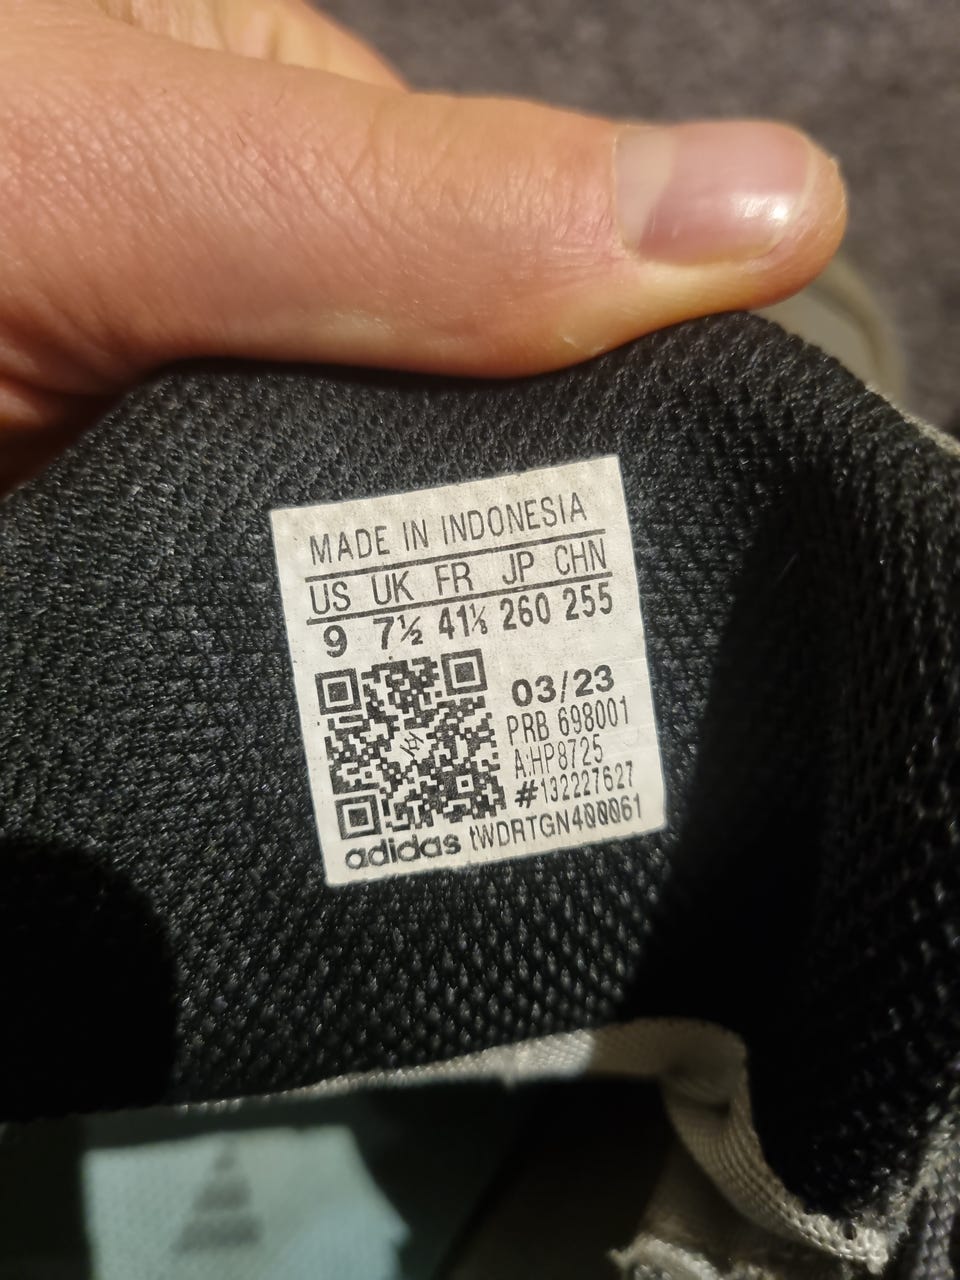 MADE IN INDONESIA
US UK FR JP CHN
9 7½ 41⅓ 260 255
03/23
PRB 698001
A:HP8725
#132227627
adidas tWDRTGN400061